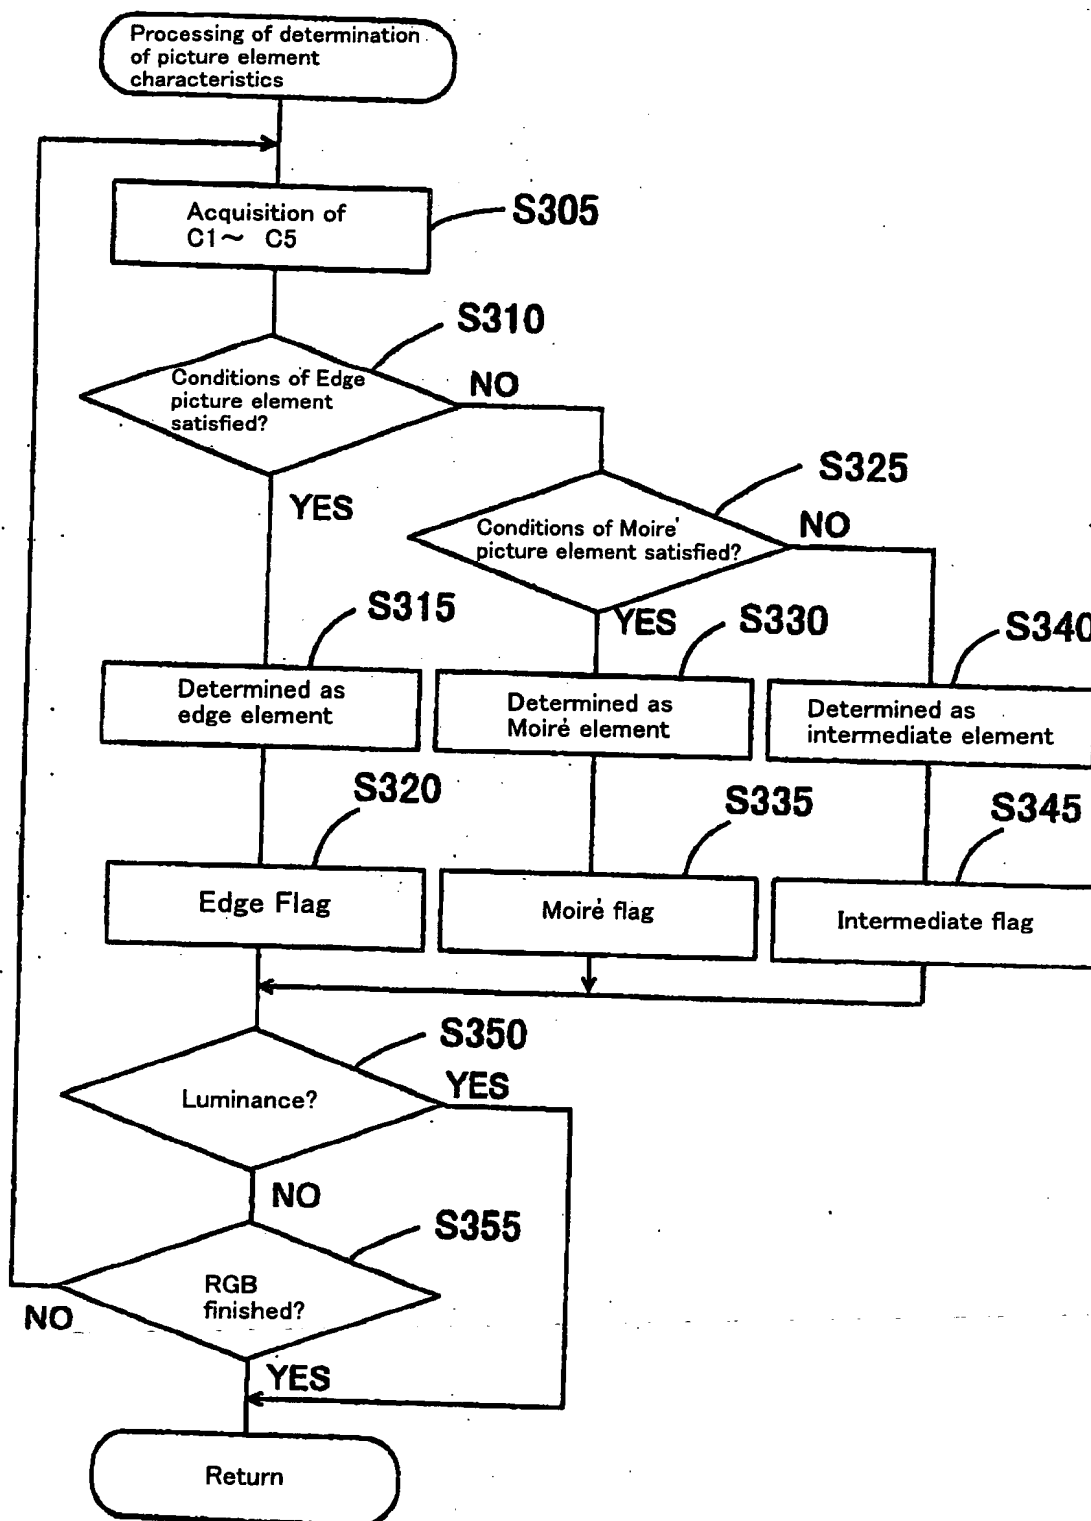 Processing of determination
of picture element
characteristics
Acquisition of
C1~ C5
S305
S310
Conditions of Edge
picture element
satisfied?
NO
YES
S325
Conditions of Moire'
picture element satisfied?
NO
YES
S315
S330
S340
Determined as
edge element
Determined as
Moiré element
Determined as
intermediate element
S320
S335
S345
Edge Flag
Moiré flag
Intermediate flag
S350
Luminance?
YES
NO
S355
RGB
finished?
NO
YES
Return